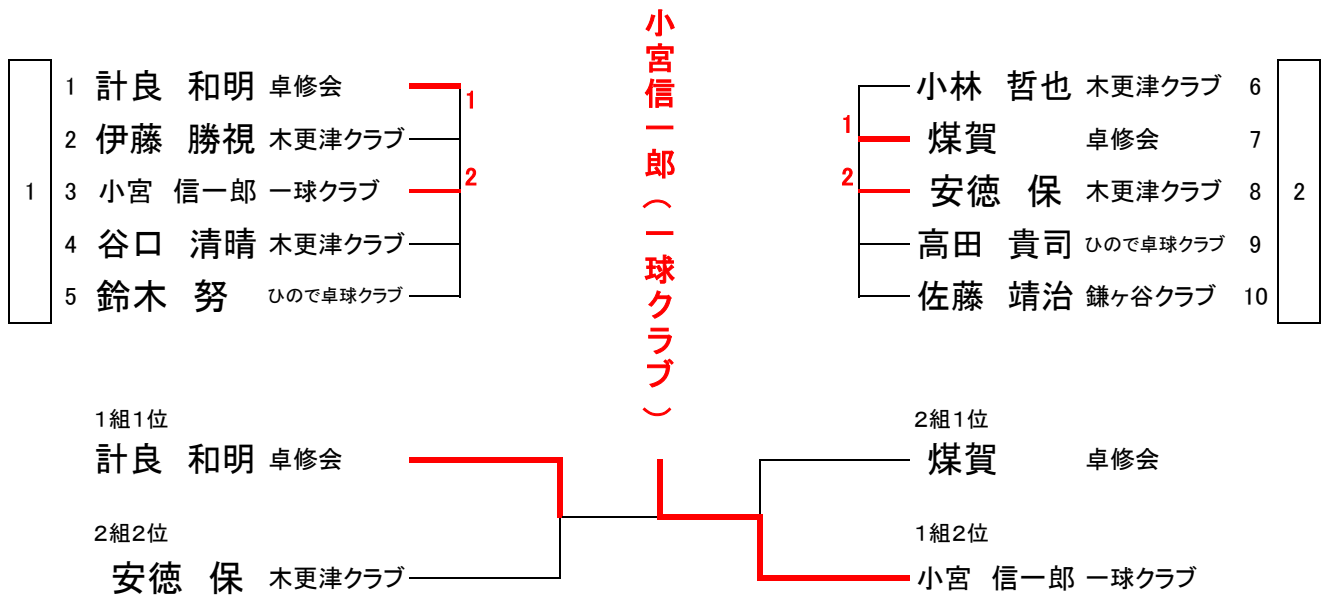 小宮信一郎（一球クラブ）
1
1 計良 和明 卓修会 1
2 伊藤 勝視 木更津クラブ
3 小宮 信一郎 一球クラブ 2
4 谷口 清晴 木更津クラブ
5 鈴木 努 ひので卓球クラブ
小林 哲也 木更津クラブ 6
1 煤賀 卓修会 7
2 安徳 保 木更津クラブ 8
高田 貴司 ひので卓球クラブ 9
佐藤 靖治 鎌ヶ谷クラブ 10
2
1組1位
計良 和明 卓修会
2組2位
安徳 保 木更津クラブ
2組1位
煤賀 卓修会
1組2位
小宮 信一郎 一球クラブ